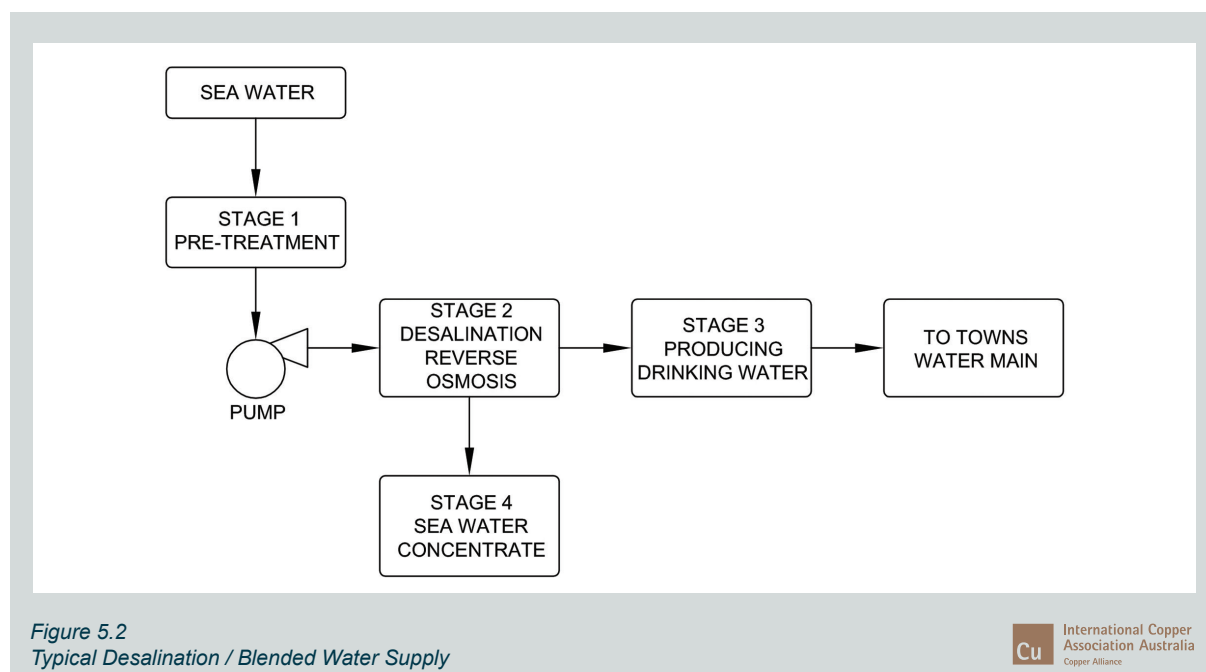 SEA WATER
STAGE 1
PRE-TREATMENT
PUMP
STAGE 2
DESALINATION
REVERSE
OSMOSIS
STAGE 3
PRODUCING
DRINKING WATER
TO TOWNS
WATER MAIN
STAGE 4
SEA WATER
CONCENTRATE
Figure 5.2
Typical Desalination / Blended Water Supply
Cu
International Copper
Association Australia
Copper Alliance